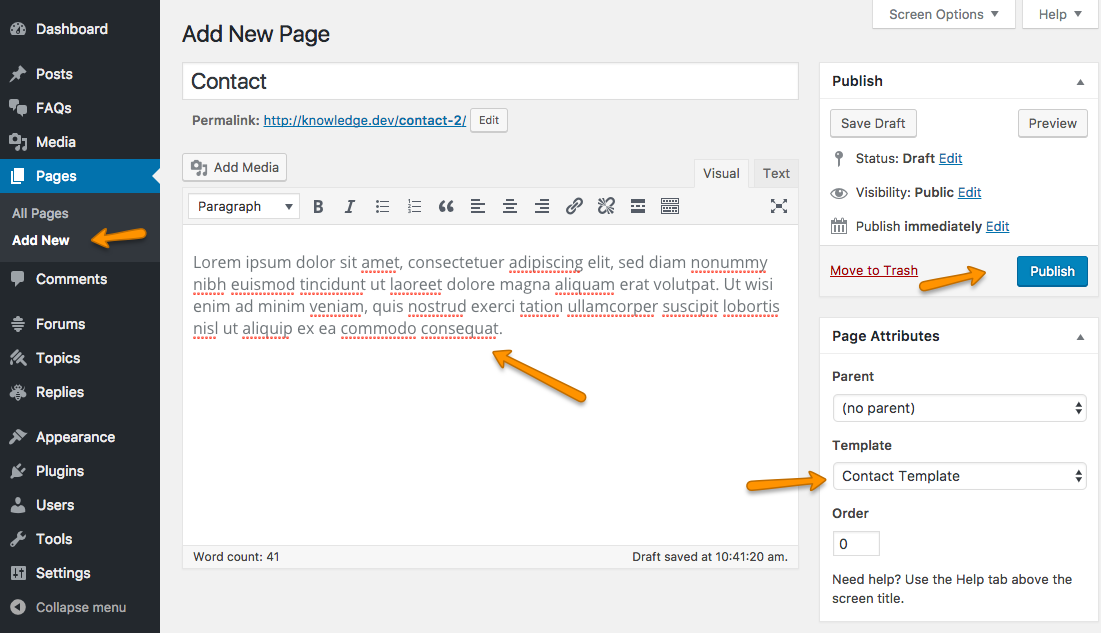 Dashboard
Posts
FAQs
Media
Pages
All Pages
Add New
Comments
Forums
Topics
Replies
Appearance
Plugins
Users
Tools
Settings
Collapse menu
Screen Options
Help
Add New Page
Contact
Permalink: http://knowledge.dev/contact-2/ Edit
Add Media
Visual Text
Paragraph B I
Lorem ipsum dolor sit amet, consectetuer adipiscing elit, sed diam nonummy
nibh euismod tincidunt ut laoreet dolore magna aliquam erat volutpat. Ut wisi
enim ad minim veniam, quis nostrud exerci tation ullamcorper suscipit lobortis
nisl ut aliquip ex ea commodo consequat.
Word count: 41 Draft saved at 10:41:20 am.
Publish
Save Draft Preview
Status: Draft Edit
Visibility: Public Edit
Publish immediately Edit
Move to Trash Publish
Page Attributes
Parent
(no parent)
Template
Contact Template
Order
0
Need help? Use the Help tab above the
screen title.